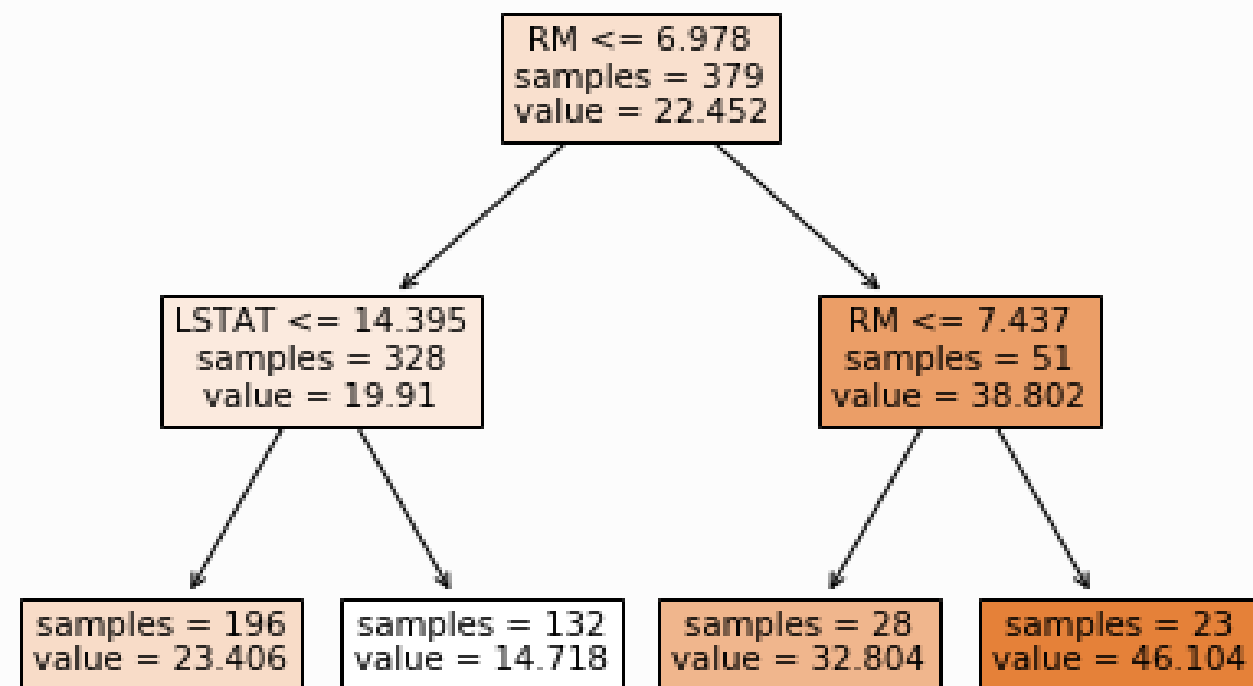 RM <= 6.978
samples = 379
value = 22.452
LSTAT <= 14.395
samples = 328
value = 19.91
RM <= 7.437
samples = 51
value = 38.802
samples = 196
value = 23.406
samples = 132
value = 14.718
samples = 28
value = 32.804
samples = 23
value = 46.104